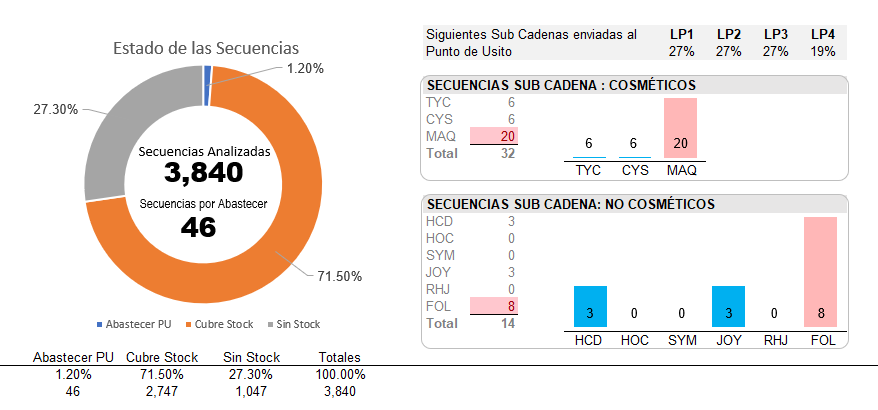 Estado de las Secuencias
1.20%
27.30%
Secuencias Analizadas
3,840
Secuencias por Abastecer
46
71.50%
Abastecer PU Cubre Stock Sin Stock
Abastecer PU Cubre Stock Sin Stock Totales
1.20% 71.50% 27.30% 100.00%
46 2,747 1,047 3,840
Siguientes Sub Cadenas enviadas al LP1 LP2 LP3 LP4
Punto de Usito 27% 27% 27% 19%
SECUENCIAS SUB CADENA : COSMÉTICOS
TYC 6
CYS 6
MAQ 20
Total 32
6 6 20
TYC CYS MAQ
SECUENCIAS SUB CADENA: NO COSMÉTICOS
HCD 3
HOC 0
SYM 0
JOY 3
RHJ 0
FOL 8
Total 14
3 0 0 3 0 8
HCD HOC SYM JOY RHJ FOL